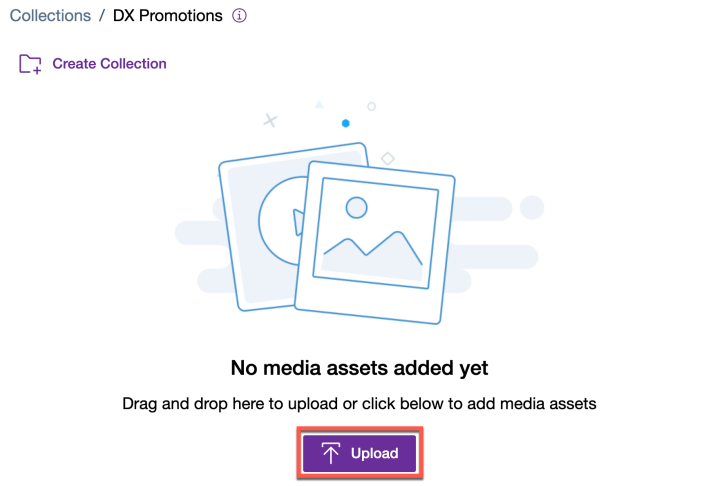 Collections / DX Promotions
Create Collection
No media assets added yet
Drag and drop here to upload or click below to add media assets
Upload